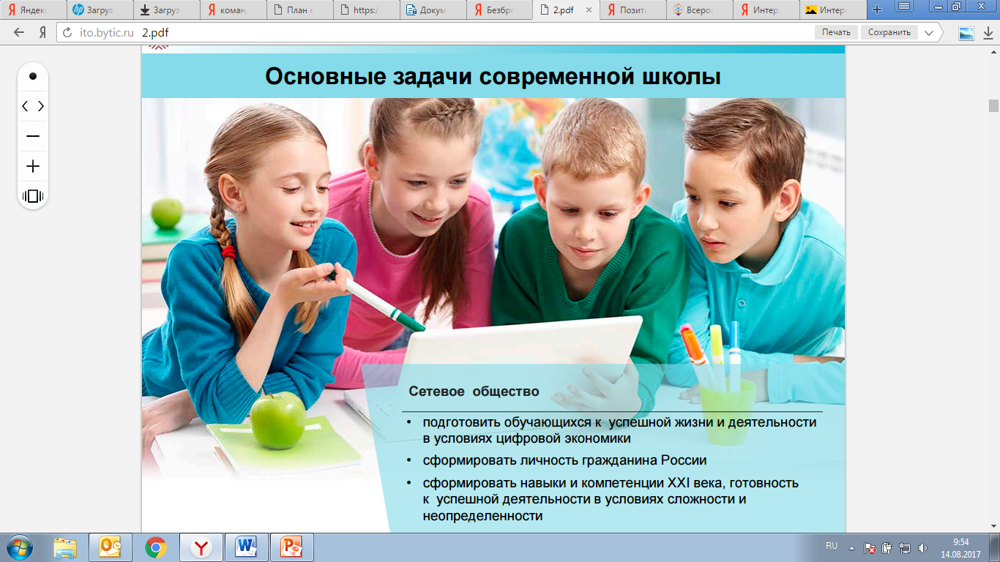 Яндекс
Загруз
Загруз
коман,
План с
https:/
Докум
Безбре
2.pdf
Позити
Всерос
Интер
Интер
ito.bytic.ru 2.pdf
Печать
Сохранить
Основные задачи современной школы
Сетевое общество
• подготовить обучающихся к успешной жизни и деятельности
в условиях цифровой экономики
• сформировать личность гражданина России
• сформировать навыки и компетенции XXI века, готовность
к успешной деятельности в условиях сложности и
неопределенности
RU
9:54
14.08.2017